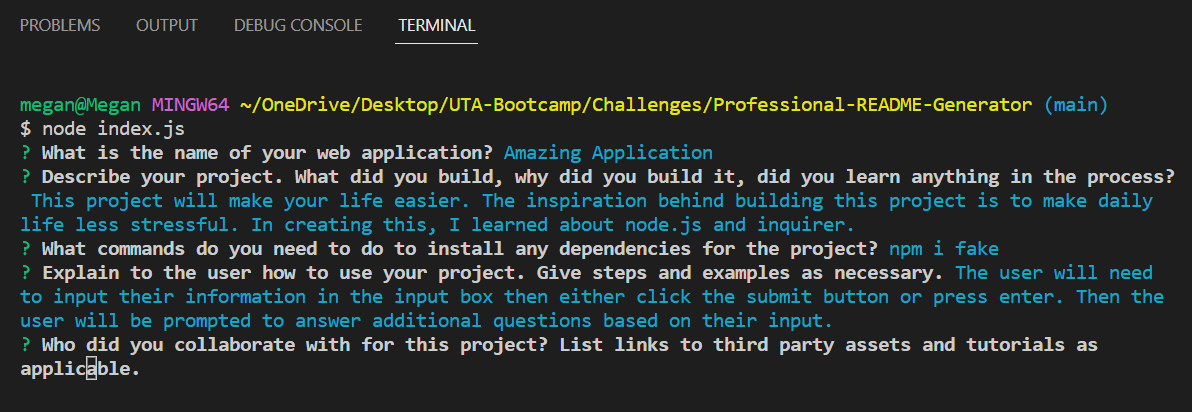 PROBLEMS OUTPUT DEBUG CONSOLE TERMINAL
megan@Megan MINGW64 ~/OneDrive/Desktop/UTA-Bootcamp/Challenges/Professional-README-Generator (main)
$ node index.js
? What is the name of your web application? Amazing Application
? Describe your project. What did you build, why did you build it, did you learn anything in the process?
This project will make your life easier. The inspiration behind building this project is to make daily
life less stressful. In creating this, I learned about node.js and inquirer.
? What commands do you need to do to install any dependencies for the project? npm i fake
? Explain to the user how to use your project. Give steps and examples as necessary. The user will need
to input their information in the input box then either click the submit button or press enter. Then the
user will be prompted to answer additional questions based on their input.
? Who did you collaborate with for this project? List links to third party assets and tutorials as
applicable.